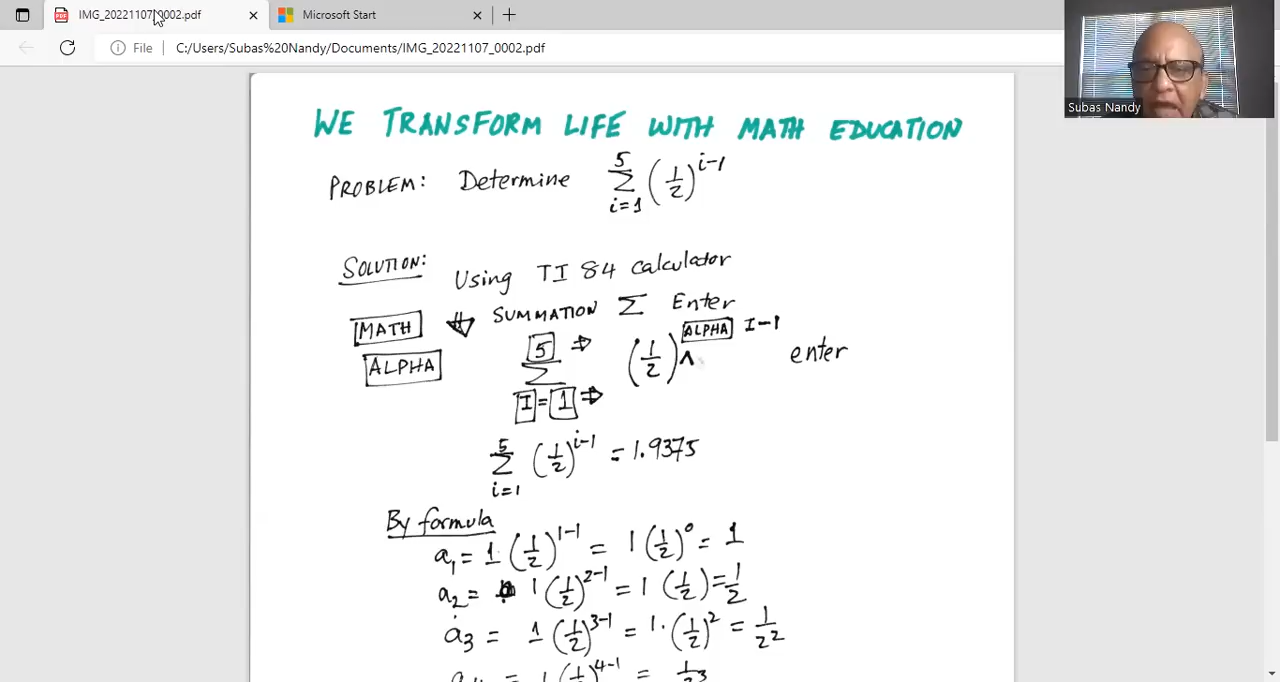 IMG_20221107_0002.pdf
Microsoft Start
File C:/Users/Subas%20Nandy/Documents/IMG_20221107_0002.pdf
Subas Nandy
WE TRANSFORM LIFE WITH MATH EDUCATION
PROBLEM: Determine 5 Σ i=1 (1/2)^i-1
SOLUTION: Using TI 84 calculator
MATH ⇓ SUMMATION Σ Enter
ALPHA 5 ⇒ Σ I=1 ⇒ (1/2)^ ALPHA I-1 enter
5 Σ i=1 (1/2)^i-1 = 1.9375
By formula
a1 = 1 (1/2)^1-1 = 1 (1/2)^0 = 1
a2 = 1 (1/2)^2-1 = 1 (1/2) = 1/2
a3 = 1 (1/2)^3-1 = 1. (1/2)^2 = 1/2^2